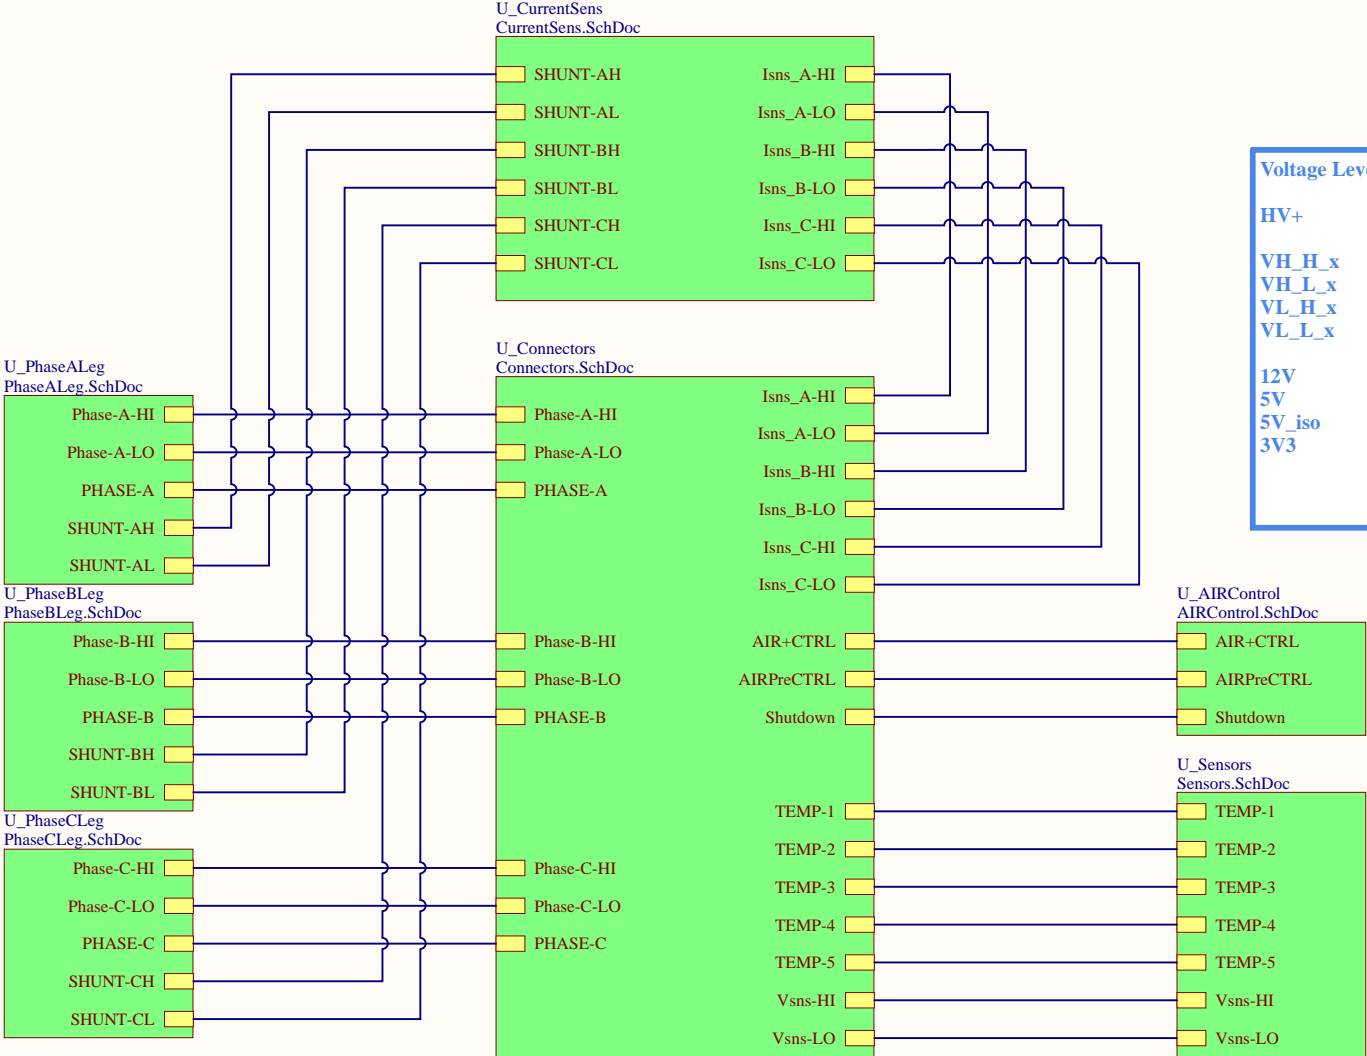 U_CurrentSens
CurrentSens.SchDoc
SHUNT-AH
SHUNT-AL
SHUNT-BH
SHUNT-BL
SHUNT-CH
SHUNT-CL
Isns_A-HI
Isns_A-LO
Isns_B-HI
Isns_B-LO
Isns_C-HI
Isns_C-LO
Voltage Leve
HV+
VH_H_x
VH_L_x
VL_H_x
VL_L_x
12V
5V
5V_iso
3V3
U_PhaseALeg
PhaseALeg.SchDoc
Phase-A-HI
Phase-A-LO
PHASE-A
SHUNT-AH
SHUNT-AL
U_PhaseBLeg
PhaseBLeg.SchDoc
Phase-B-HI
Phase-B-LO
PHASE-B
SHUNT-BH
SHUNT-BL
U_PhaseCLeg
PhaseCLeg.SchDoc
Phase-C-HI
Phase-C-LO
PHASE-C
SHUNT-CH
SHUNT-CL
U_Connectors
Connectors.SchDoc
Phase-A-HI
Phase-A-LO
PHASE-A
Phase-B-HI
Phase-B-LO
PHASE-B
Phase-C-HI
Phase-C-LO
PHASE-C
Isns_A-HI
Isns_A-LO
Isns_B-HI
Isns_B-LO
Isns_C-HI
Isns_C-LO
AIR+CTRL
AIRPreCTRL
Shutdown
TEMP-1
TEMP-2
TEMP-3
TEMP-4
TEMP-5
Vsns-HI
Vsns-LO
U_AIRControl
AIRControl.SchDoc
AIR+CTRL
AIRPreCTRL
Shutdown
U_Sensors
Sensors.SchDoc
TEMP-1
TEMP-2
TEMP-3
TEMP-4
TEMP-5
Vsns-HI
Vsns-LO